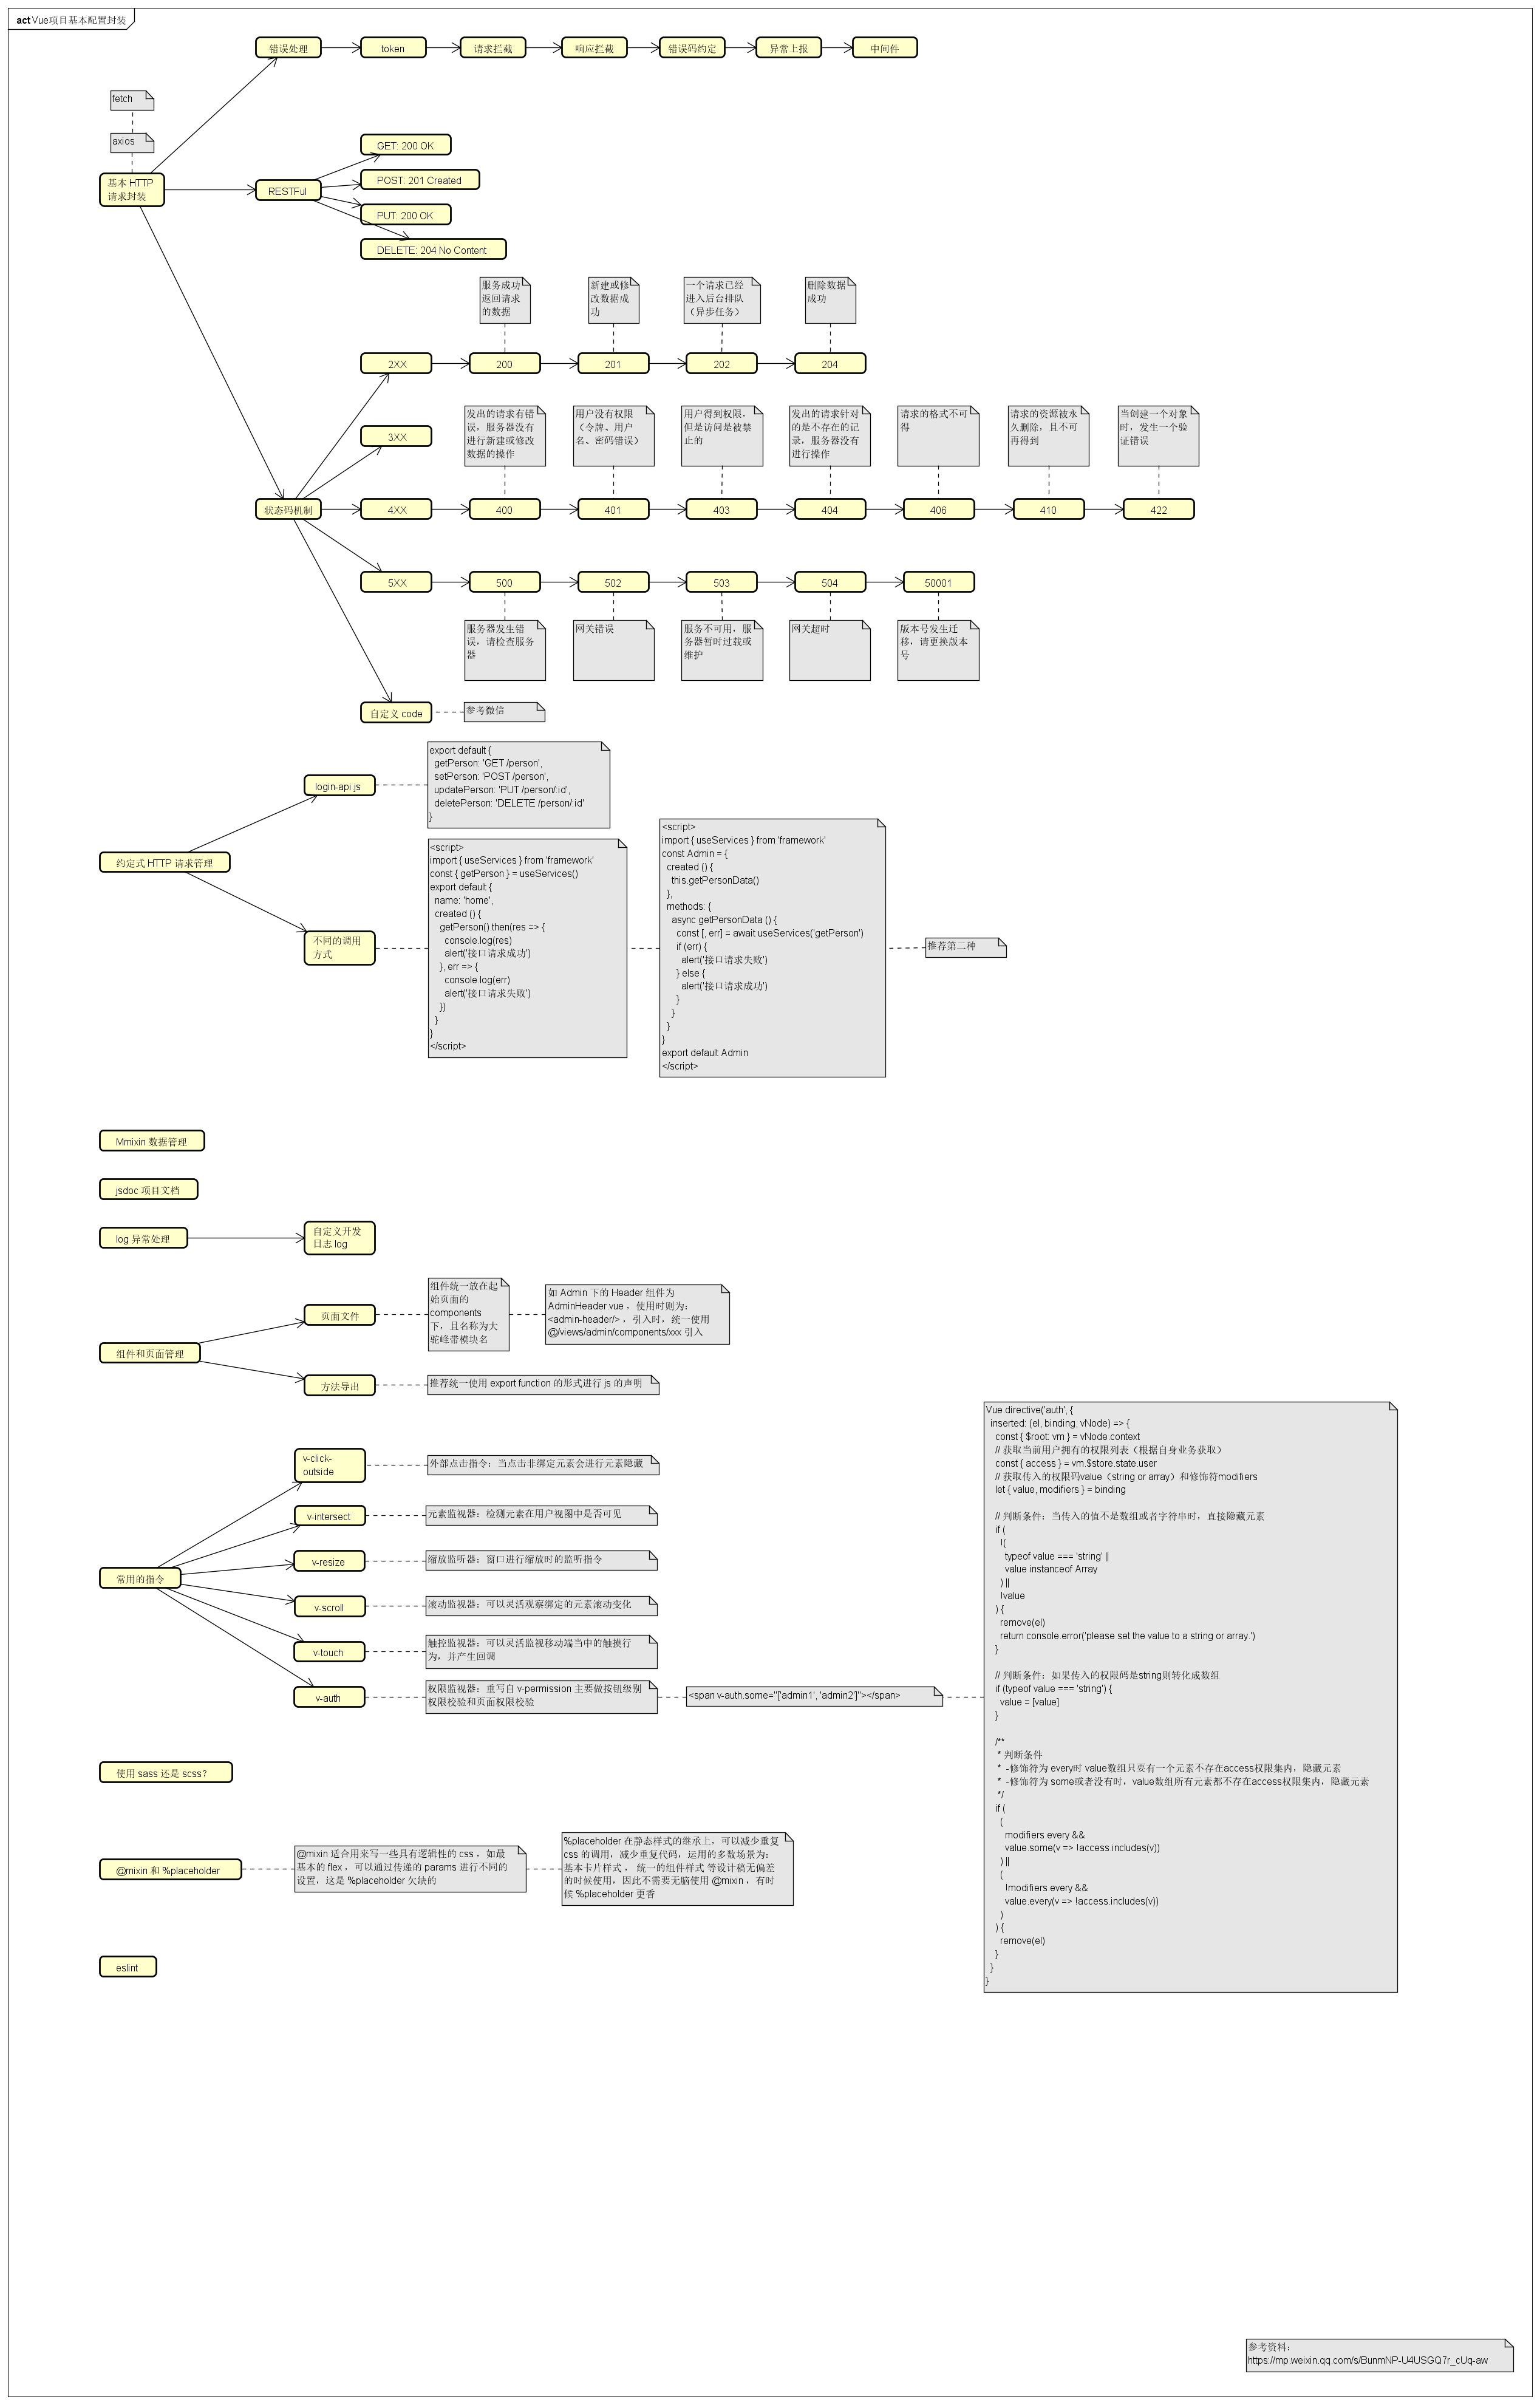 act Vue项目基本配置封装
错误处理
token
请求拦截
响应拦截
错误码约定
异常上报
中间件
fetch
axios
基本 HTTP
请求封装
RESTFul
GET: 200 OK
POST: 201 Created
PUT: 200 OK
DELETE: 204 No Content
服务成功
返回请求
的数据
新建或修
改数据成
功
一个请求已经
进入后台排队
（异步任务）
删除数据
成功
2XX
200
201
202
204
发出的请求有错
误，服务器没有
进行新建或修改
数据的操作
用户没有权限
（令牌、用户
名、密码错误）
用户得到权限，
但是访问是被禁
止的
发出的请求针对
的是不存在的记
录，服务器没有
进行操作
请求的格式不可
得
请求的资源被永
久删除，且不可
再得到
当创建一个对象
时，发生一个验
证错误
3XX
状态码机制
4XX
400
401
403
404
406
410
422
5XX
500
502
503
504
50001
服务器发生错
误，请检查服务
器
网关错误
服务不可用，服
务器暂时过载或
维护
网关超时
版本号发生迁
移，请更换版本
号
自定义 code
参考微信
login-api js
export default {
getPerson: 'GET /person',
setPerson: 'POST /person',
updatePerson: 'PUT /person/:id',
deletePerson: 'DELETE /person/:id'
}
约定式 HTTP 请求管理
不同的调用
方式
<script>
import { useServices } from 'framework'
const { getPerson } = useServices()
export default {
name: 'home',
created () {
getPerson().then(res => {
console.log(res)
alert('接口请求成功')
}, err => {
console.log(err)
alert('接口请求失败')
})
}
}
</script>
<script>
import { useServices } from 'framework'
const Admin = {
created () {
this.getPersonData()
},
methods: {
async getPersonData () {
const [, err] = await useServices('getPerson')
if (err) {
alert('接口请求失败')
} else {
alert('接口请求成功')
}
}
}
}
export default Admin
</script>
推荐第二种
Mmixin 数据管理
jsdoc 项目文档
log 异常处理
自定义开发
日志 log
组件和页面管理
页面文件
组件统一放在起
始页面的
components
下，且名称为大
驼峰带模块名
如 Admin 下的 Header 组件为
AdminHeader.vue ，使用时则为：
<admin-header/> ，引入时，统一使用
@/views/admin/components/xxx 引入
方法导出
推荐统一使用 export function 的形式进行 js 的声明
常用的指令
v-click-
outside
外部点击指令；当点击非绑定元素会进行元素隐藏
v-intersect
元素监视器：检测元素在用户视图中是否可见
v-resize
缩放监听器：窗口进行缩放时的监听指令
v-scroll
滚动监视器：可以灵活观察绑定的元素滚动变化
v-touch
触控监视器：可以灵活监视移动端当中的触摸行
为，并产生回调
v-auth
权限监视器：重写自 v-permission 主要做按钮级别
权限校验和页面权限校验
<span v-auth.some="['admin1', 'admin2']"></span>
Vue.directive('auth', {
inserted: (el, binding, vNode) => {
const { $root: vm } = vNode.context
// 获取当前用户拥有的权限列表（根据自身业务获取）
const { access } = vm.$store.state.user
// 获取传入的权限码value（string or array）和修饰符modifiers
let { value, modifiers } = binding
// 判断条件：当传入的值不是数组或者字符串时，直接隐藏元素
if (
!(
typeof value === 'string' ||
value instanceof Array
) ||
!value
) {
remove(el)
return console.error('please set the value to a string or array.')
}
// 判断条件：如果传入的权限码是string则转化成数组
if (typeof value === 'string') {
value = [value]
}
/**
* 判断条件
* -修饰符为 every时 value数组只要有一个元素不存在access权限集内，隐藏元素
* -修饰符为 some或者没有时，value数组所有元素都不存在access权限集内，隐藏元素
*/
if (
(
modifiers.every &&
value.some(v => !access.includes(v))
) ||
(
!modifiers.every &&
value.every(v => !access.includes(v))
)
) {
remove(el)
}
}
}
使用 sass 还是 scss？
@mixin 和 %placeholder
@mixin 适合用来写一些具有逻辑性的 css ，如最
基本的 flex ，可以通过传递的 params 进行不同的
设置，这是 %placeholder 欠缺的
%placeholder 在静态样式的继承上，可以减少重复
css 的调用，减少重复代码，运用的多数场景为：
基本卡片样式 ， 统一的组件样式 等设计稿无偏差
的时候使用，因此不需要无脑使用 @mixin ，有时
候 %placeholder 更香
eslint
参考资料：
https://mp.weixin.qq.com/s/BunmNP-U4USGQ7r_cUq-aw